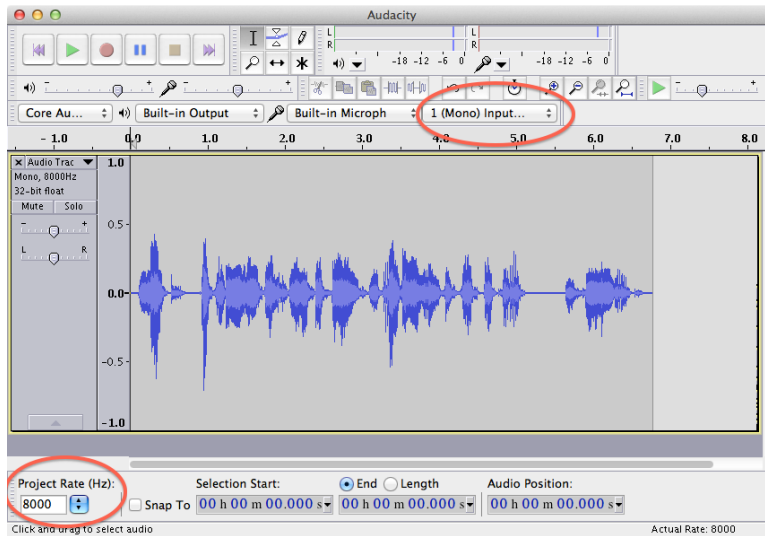 Audacity
L
R
-18 -12 -6 0
L
R
-18 -12 -6 0
- + - + - +
Core Au... Built-in Output Built-in Microph 1 (Mono) Input...
- 1.0 0.0 1.0 2.0 3.0 4.0 5.0 6.0 7.0 8.0
Audio Trac
Mono, 8000Hz
32-bit float
Mute Solo
- +
L R
1.0
0.5
0.0
-0.5
-1.0
Project Rate (Hz): Selection Start: End Length Audio Position:
8000 Snap To 00 h 00 m 00.000 s 00 h 00 m 00.000 s 00 h 00 m 00.000 s
Click and drag to select audio Actual Rate: 8000